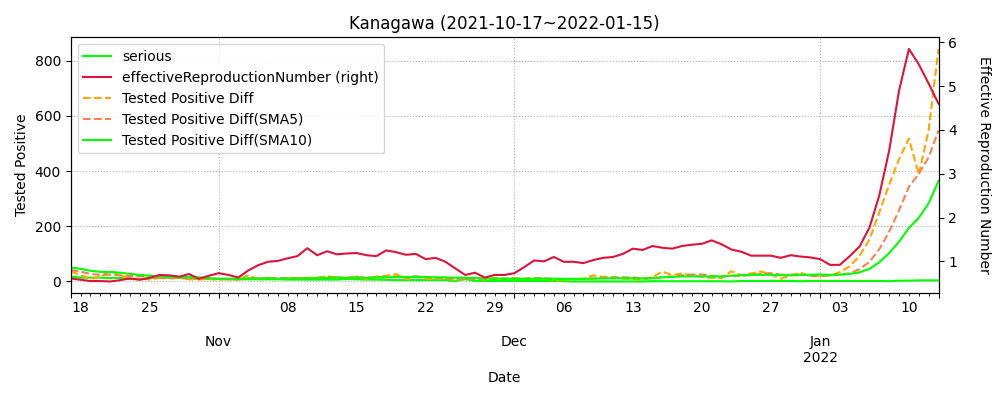 Kanagawa (2021-10-17~2022-01-15)
serious
effectiveReproductionNumber (right)
Tested Positive Diff
Tested Positive Diff(SMA5)
Tested Positive Diff(SMA10)
800
600
400
200
0
Tested Positive
6
5
4
3
2
1
Effective Reproduction Number
18 25 08 15 22 29 06 13 20 27 03 10
Nov Dec Jan
2022
Date